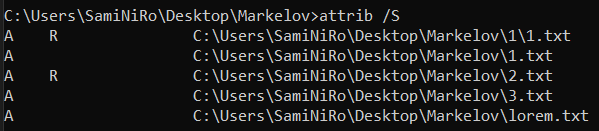 C:\Users\SamiNiRo\Desktop\Markelov>attrib /S
A    R               C:\Users\SamiNiRo\Desktop\Markelov\1\1.txt
A                    C:\Users\SamiNiRo\Desktop\Markelov\1.txt
A    R               C:\Users\SamiNiRo\Desktop\Markelov\2.txt
A                    C:\Users\SamiNiRo\Desktop\Markelov\3.txt
A                    C:\Users\SamiNiRo\Desktop\Markelov\lorem.txt